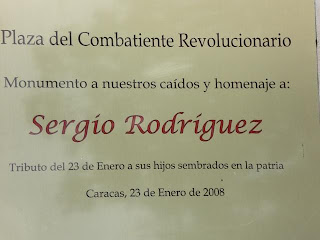 Plaza del Combatiente Revolucionario
Monumento a nuestros caídos y homenaje a:
Sergio Rodríguez
Tributo del 23 de Enero a sus hijos sembrados en la patria
Caracas, 23 de Enero de 2008